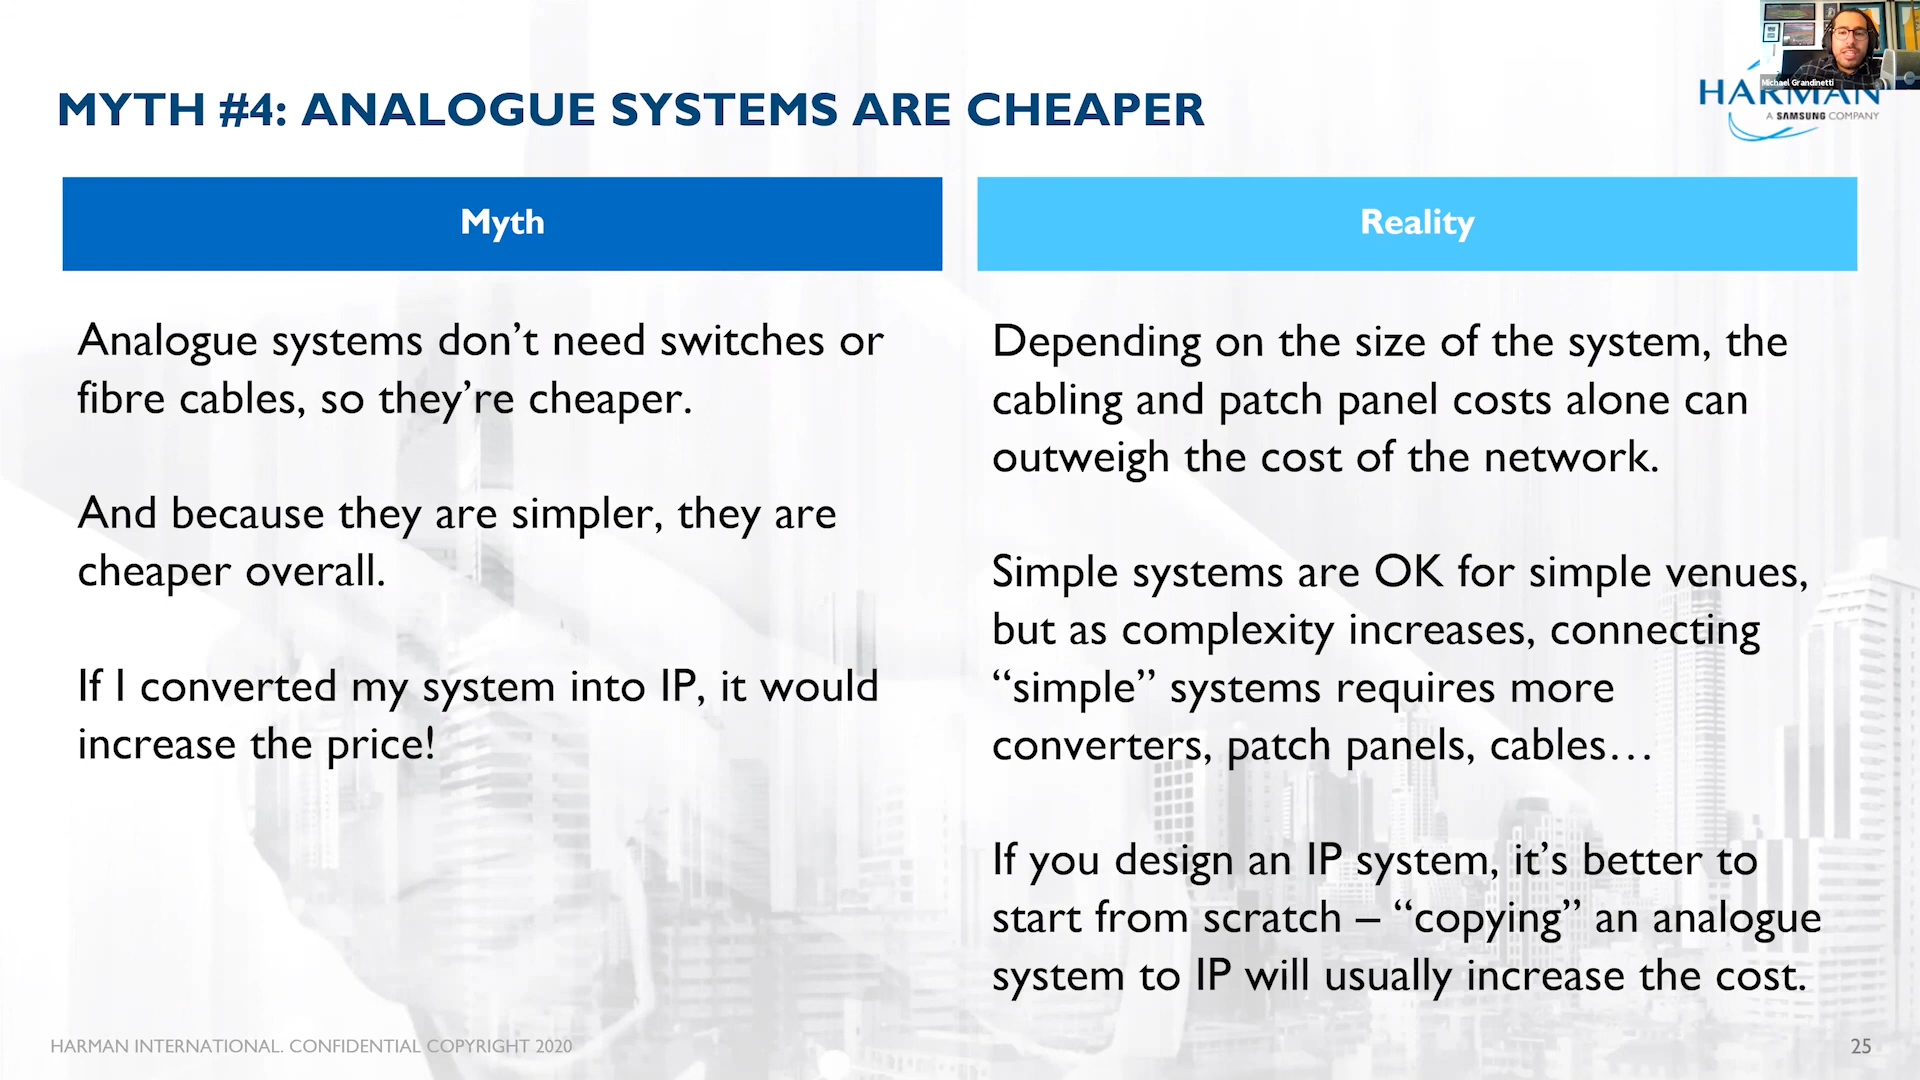 Michael Grandinetti
HARMAN
A SAMSUNG COMPANY
MYTH #4: ANALOGUE SYSTEMS ARE CHEAPER
Myth
Analogue systems don’t need switches or
fibre cables, so they’re cheaper.
And because they are simpler, they are
cheaper overall.
If I converted my system into IP, it would
increase the price!
Reality
Depending on the size of the system, the
cabling and patch panel costs alone can
outweigh the cost of the network.
Simple systems are OK for simple venues,
but as complexity increases, connecting
“simple” systems requires more
converters, patch panels, cables…
If you design an IP system, it’s better to
start from scratch – “copying” an analogue
system to IP will usually increase the cost.
HARMAN INTERNATIONAL. CONFIDENTIAL COPYRIGHT 2020
25